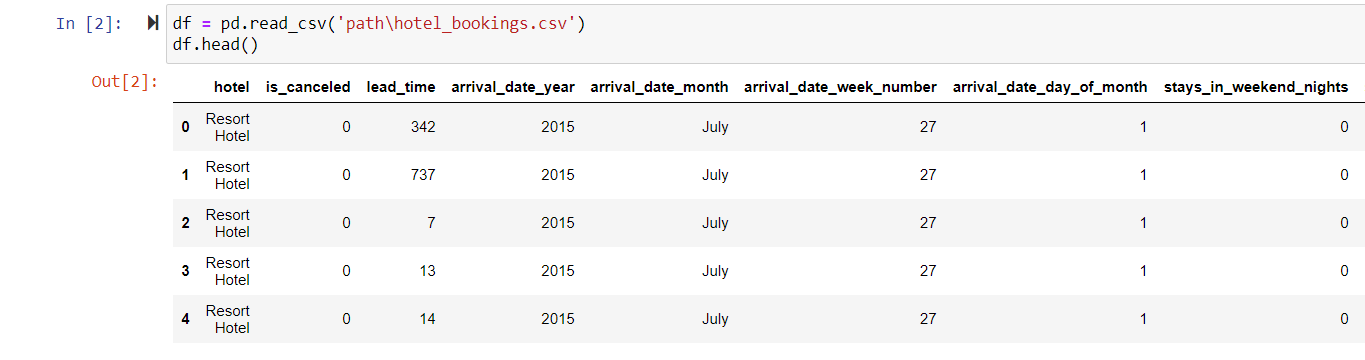 In [2]: df = pd.read_csv('path\hotel_bookings.csv')
df.head()
Out[2]:
hotel is_canceled lead_time arrival_date_year arrival_date_month arrival_date_week_number arrival_date_day_of_month stays_in_weekend_nights
0 Resort Hotel 0 342 2015 July 27 1 0
1 Resort Hotel 0 737 2015 July 27 1 0
2 Resort Hotel 0 7 2015 July 27 1 0
3 Resort Hotel 0 13 2015 July 27 1 0
4 Resort Hotel 0 14 2015 July 27 1 0